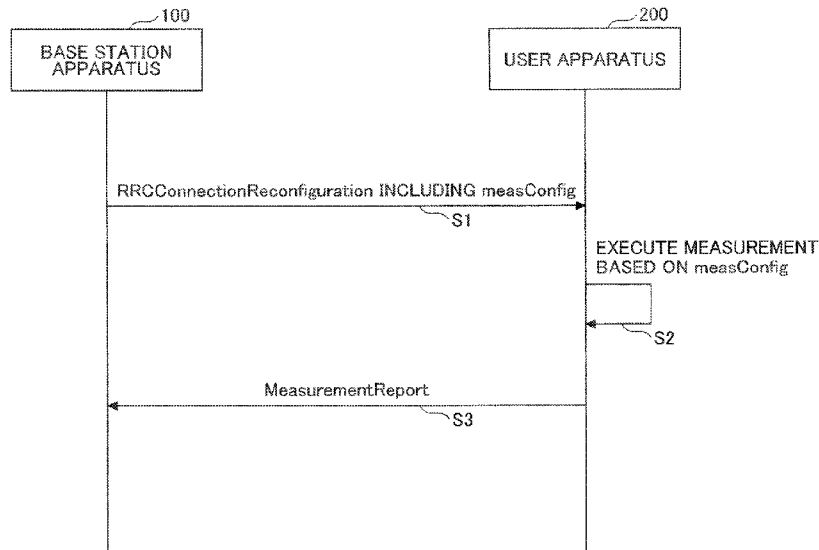 100
BASE STATION
APPARATUS
200
USER APPARATUS
RRCConnectionReconfiguration INCLUDING measConfig
S1
EXECUTE MEASUREMENT
BASED ON measConfig
S2
MeasurementReport
S3